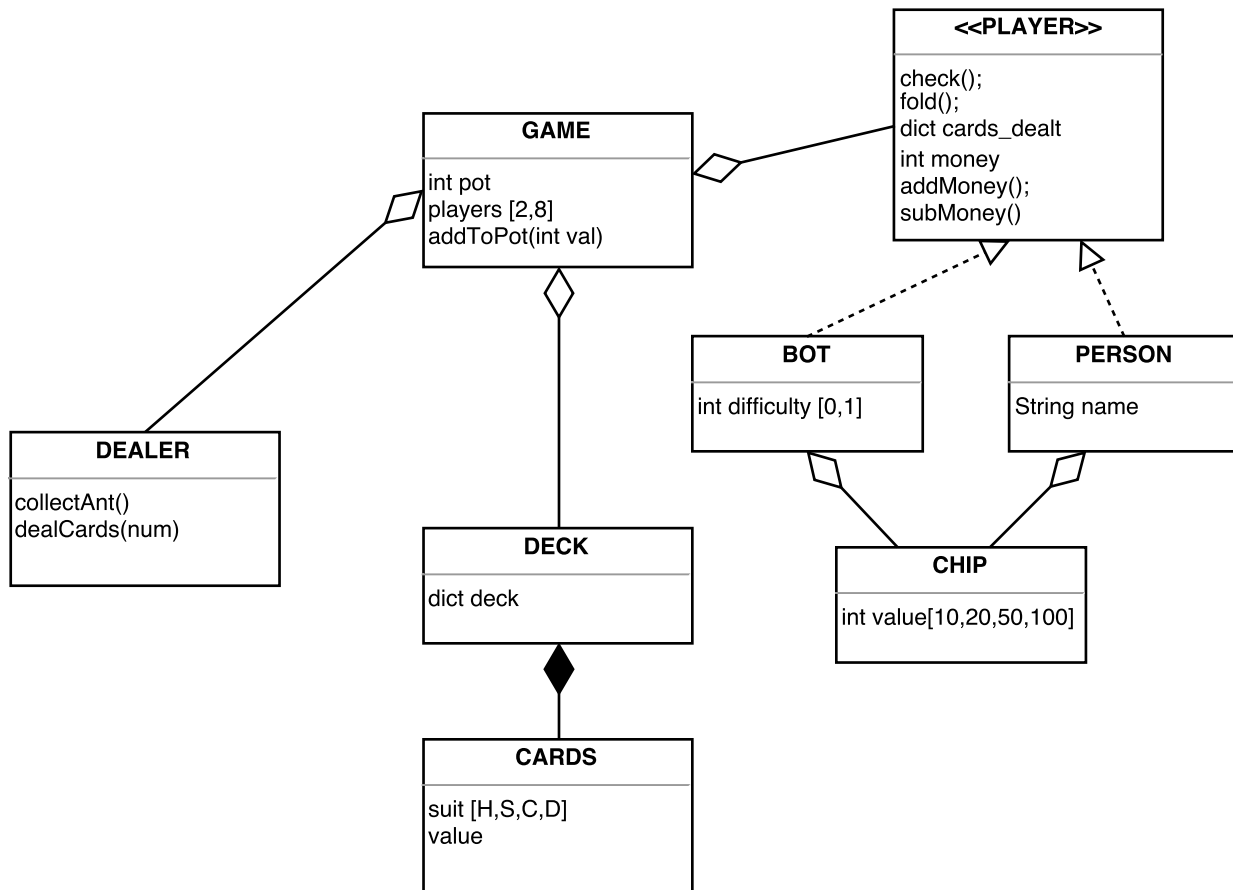 <<PLAYER>>
check();
fold();
dict cards_dealt
int money
addMoney();
subMoney()
GAME
int pot
players [2,8]
addToPot(int val)
BOT
int difficulty [0,1]
PERSON
String name
DEALER
collectAnt()
dealCards(num)
DECK
dict deck
CHIP
int value[10,20,50,100]
CARDS
suit [H,S,C,D]
value